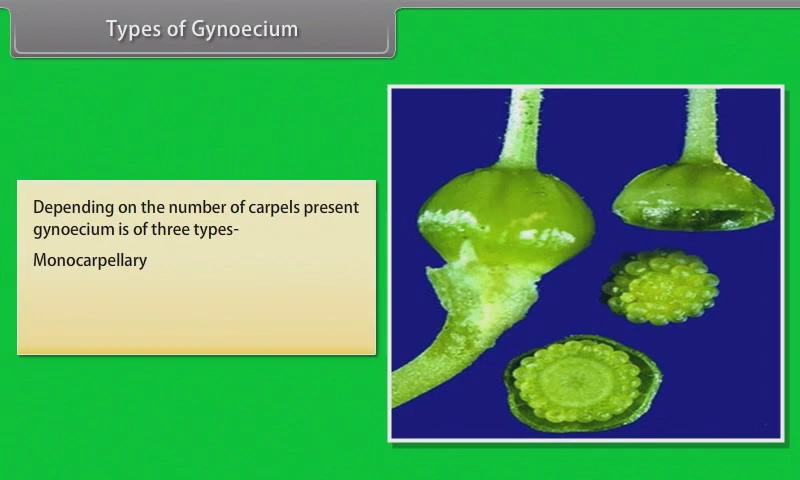 Types of Gynoecium
Depending on the number of carpels present
gynoecium is of three types-
Monocarpellary